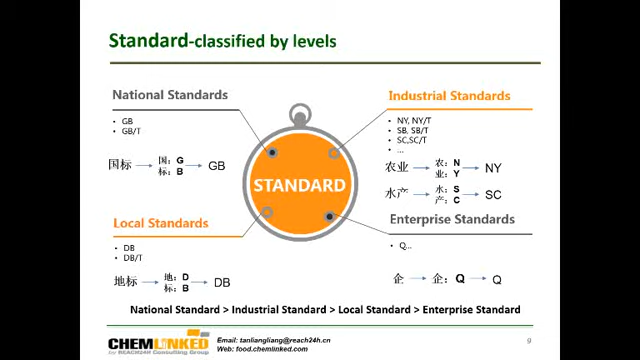 Standard-classified by levels
National Standards
• GB
• GB/T
国标 国: G 标: B GB
Industrial Standards
• NY, NY/T
• SB, SB/T
• SC,SC/T
• ...
农业 农: N 业: Y NY
水产 水: S 产: C SC
STANDARD
Local Standards
• DB
• DB/T
地标 地: D 标: B DB
Enterprise Standards
• Q...
企 企: Q Q
National Standard > Industrial Standard > Local Standard > Enterprise Standard
CHEMLINKED
by REACH24H Consulting Group
Email: tanliangliang@reach24h.cn
Web: food.chemlinked.com
9